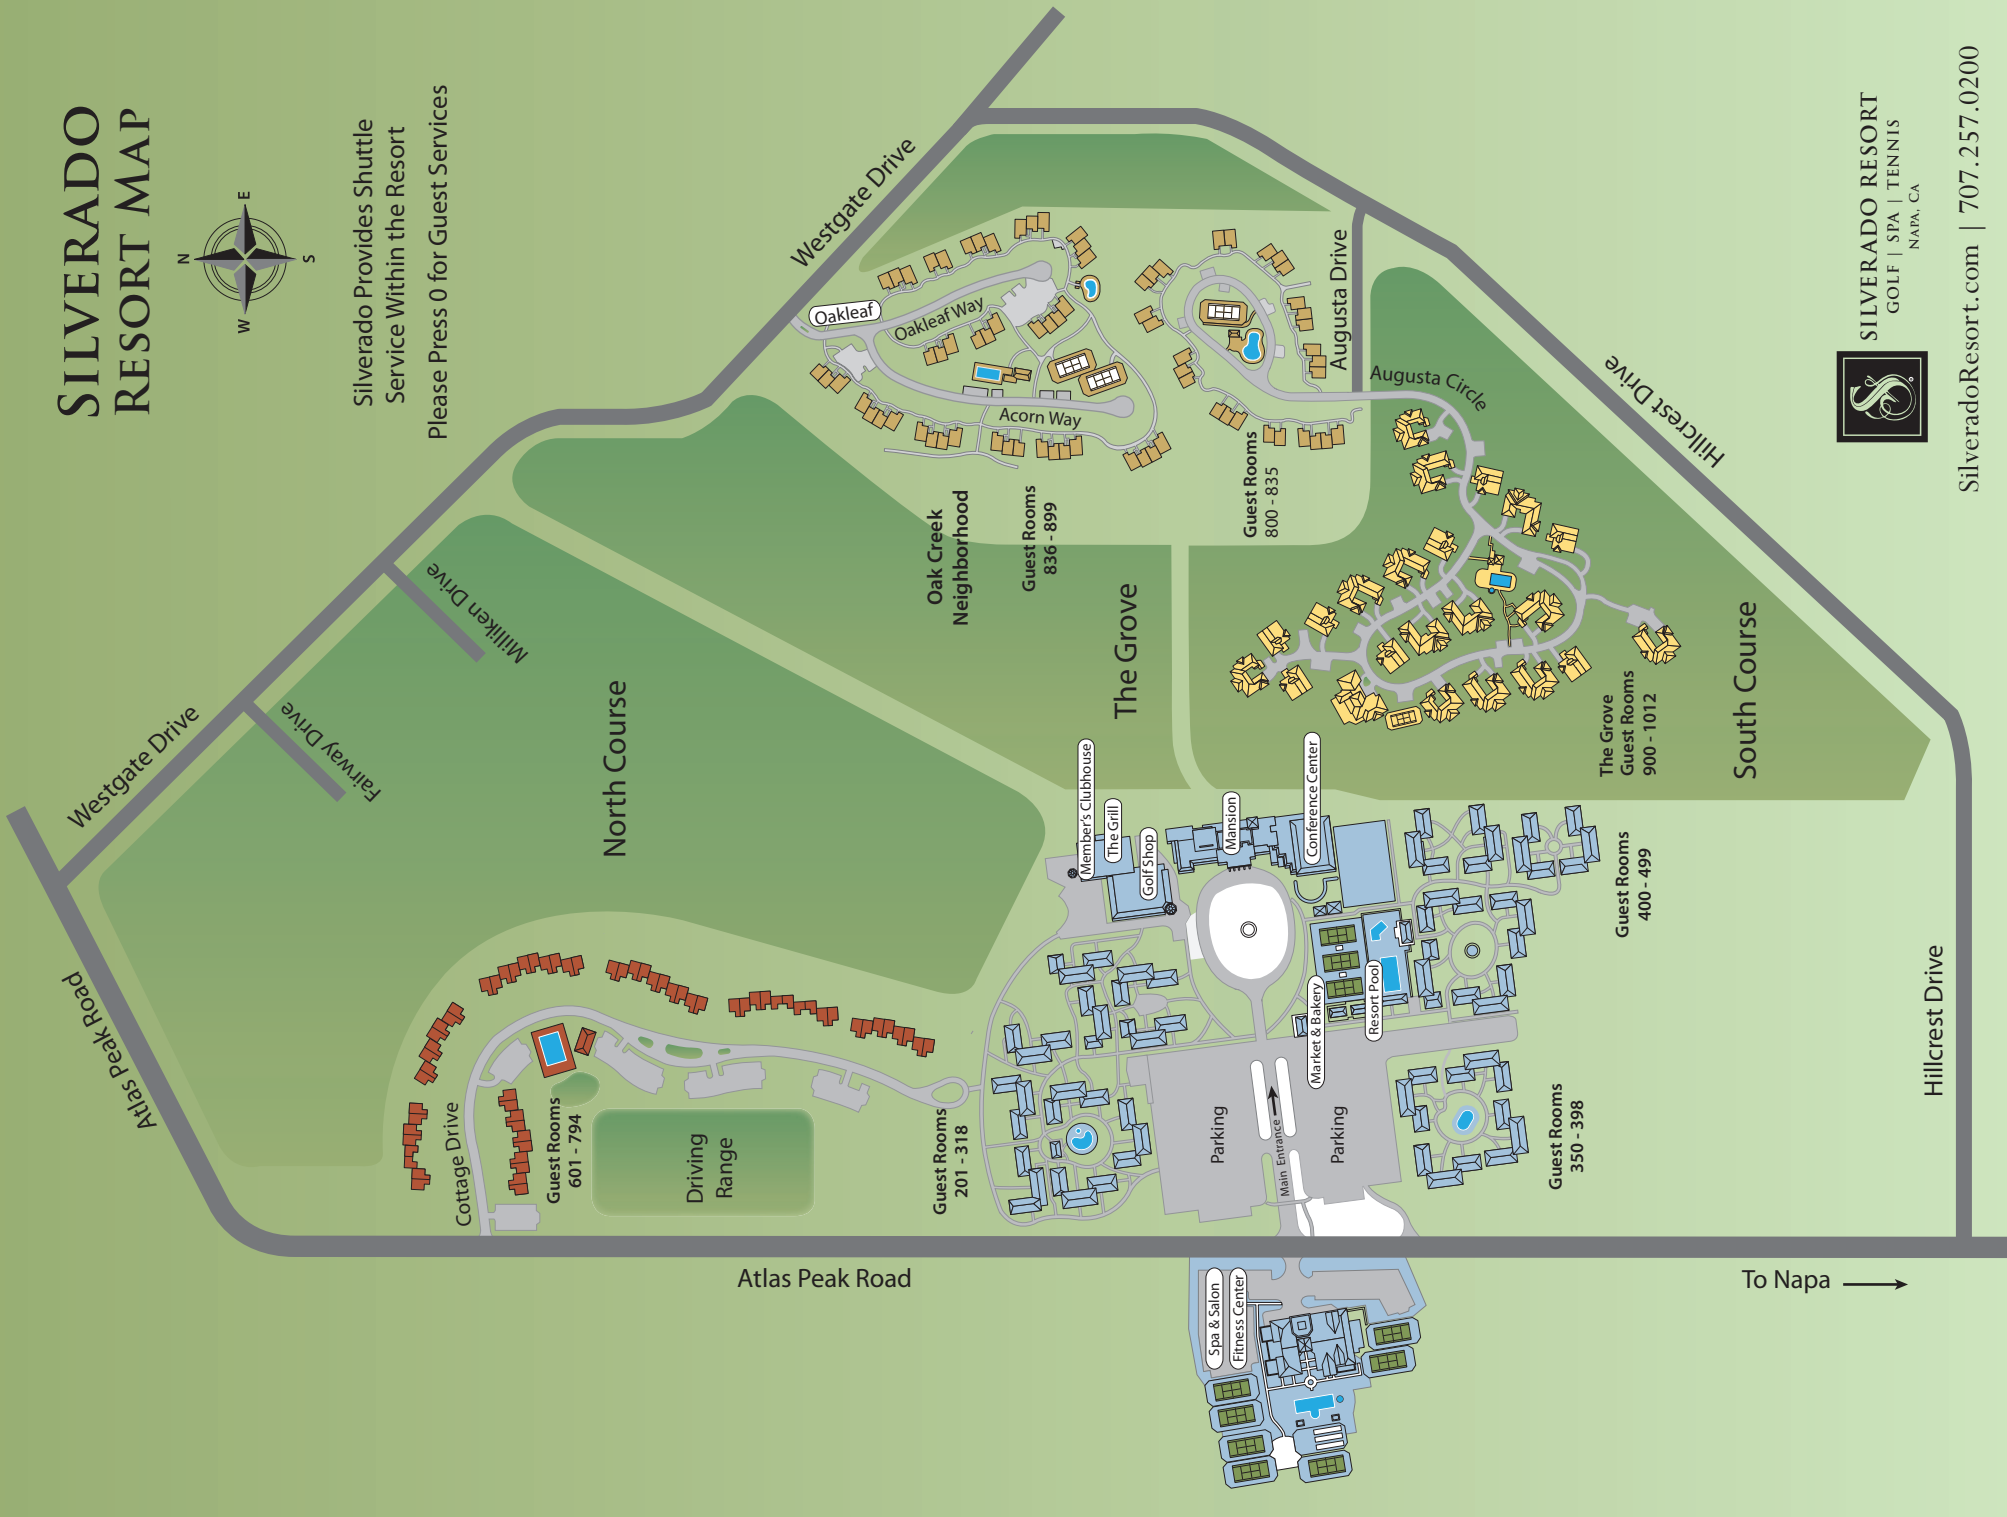 SILVERADO
RESORT MAP
N
E
S
W
Silverado Provides Shuttle
Service Within the Resort
Please Press 0 for Guest Services
Westgate Drive
Oakleaf
Oakleaf Way
Acorn Way
Augusta Drive
Augusta Circle
Hillcrest Drive
Oak Creek
Neighborhood
Guest Rooms
836 - 899
Guest Rooms
800 - 835
Milliken Drive
Fairway Drive
Westgate Drive
Atlas Peak Road
North Course
The Grove
The Grove
Guest Rooms
900 - 1012
South Course
Member's Clubhouse
The Grill
Golf Shop
Mansion
Conference Center
Guest Rooms
400 - 499
Market & Bakery
Resort Pool
Cottage Drive
Guest Rooms
601 - 794
Driving
Range
Guest Rooms
201 - 318
Parking
Main Entrance
Parking
Guest Rooms
350 - 398
Hillcrest Drive
Atlas Peak Road
To Napa
Spa & Salon
Fitness Center
SILVERADO RESORT
GOLF | SPA | TENNIS
NAPA, CA
SilveradoResort.com | 707.257.0200